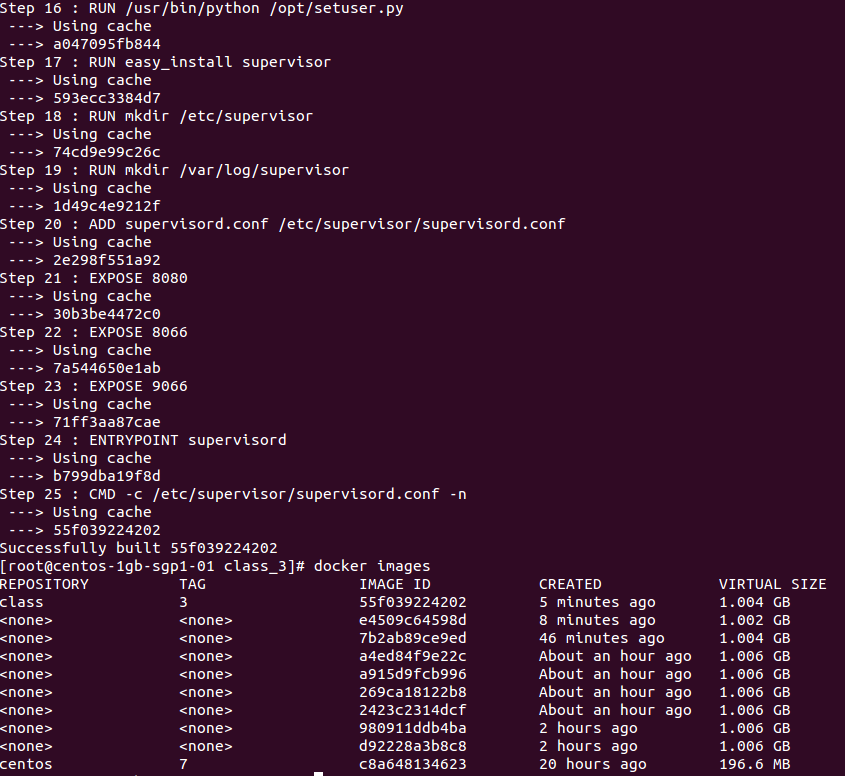 Step 16 : RUN /usr/bin/python /opt/setuser.py
 ---> Using cache
 ---> a047095fb844
Step 17 : RUN easy_install supervisor
 ---> Using cache
 ---> 593ecc3384d7
Step 18 : RUN mkdir /etc/supervisor
 ---> Using cache
 ---> 74cd9e99c26c
Step 19 : RUN mkdir /var/log/supervisor
 ---> Using cache
 ---> 1d49c4e9212f
Step 20 : ADD supervisord.conf /etc/supervisor/supervisord.conf
 ---> Using cache
 ---> 2e298f551a92
Step 21 : EXPOSE 8080
 ---> Using cache
 ---> 30b3be4472c0
Step 22 : EXPOSE 8066
 ---> Using cache
 ---> 7a544650e1ab
Step 23 : EXPOSE 9066
 ---> Using cache
 ---> 71ff3aa87cae
Step 24 : ENTRYPOINT supervisord
 ---> Using cache
 ---> b799dba19f8d
Step 25 : CMD -c /etc/supervisor/supervisord.conf -n
 ---> Using cache
 ---> 55f039224202
Successfully built 55f039224202
[root@centos-1gb-sgp1-01 class_3]# docker images
REPOSITORY          TAG                 IMAGE ID            CREATED             VIRTUAL SIZE
class               3                   55f039224202        5 minutes ago       1.004 GB
<none>              <none>              e4509c64598d        8 minutes ago       1.002 GB
<none>              <none>              7b2ab89ce9ed        46 minutes ago      1.004 GB
<none>              <none>              a4ed84f9e22c        About an hour ago   1.006 GB
<none>              <none>              a915d9fcb996        About an hour ago   1.006 GB
<none>              <none>              269ca18122b8        About an hour ago   1.006 GB
<none>              <none>              2423c2314dcf        About an hour ago   1.006 GB
<none>              <none>              980911ddb4ba        2 hours ago         1.006 GB
<none>              <none>              d92228a3b8c8        2 hours ago         1.006 GB
centos              7                   c8a648134623        20 hours ago        196.6 MB